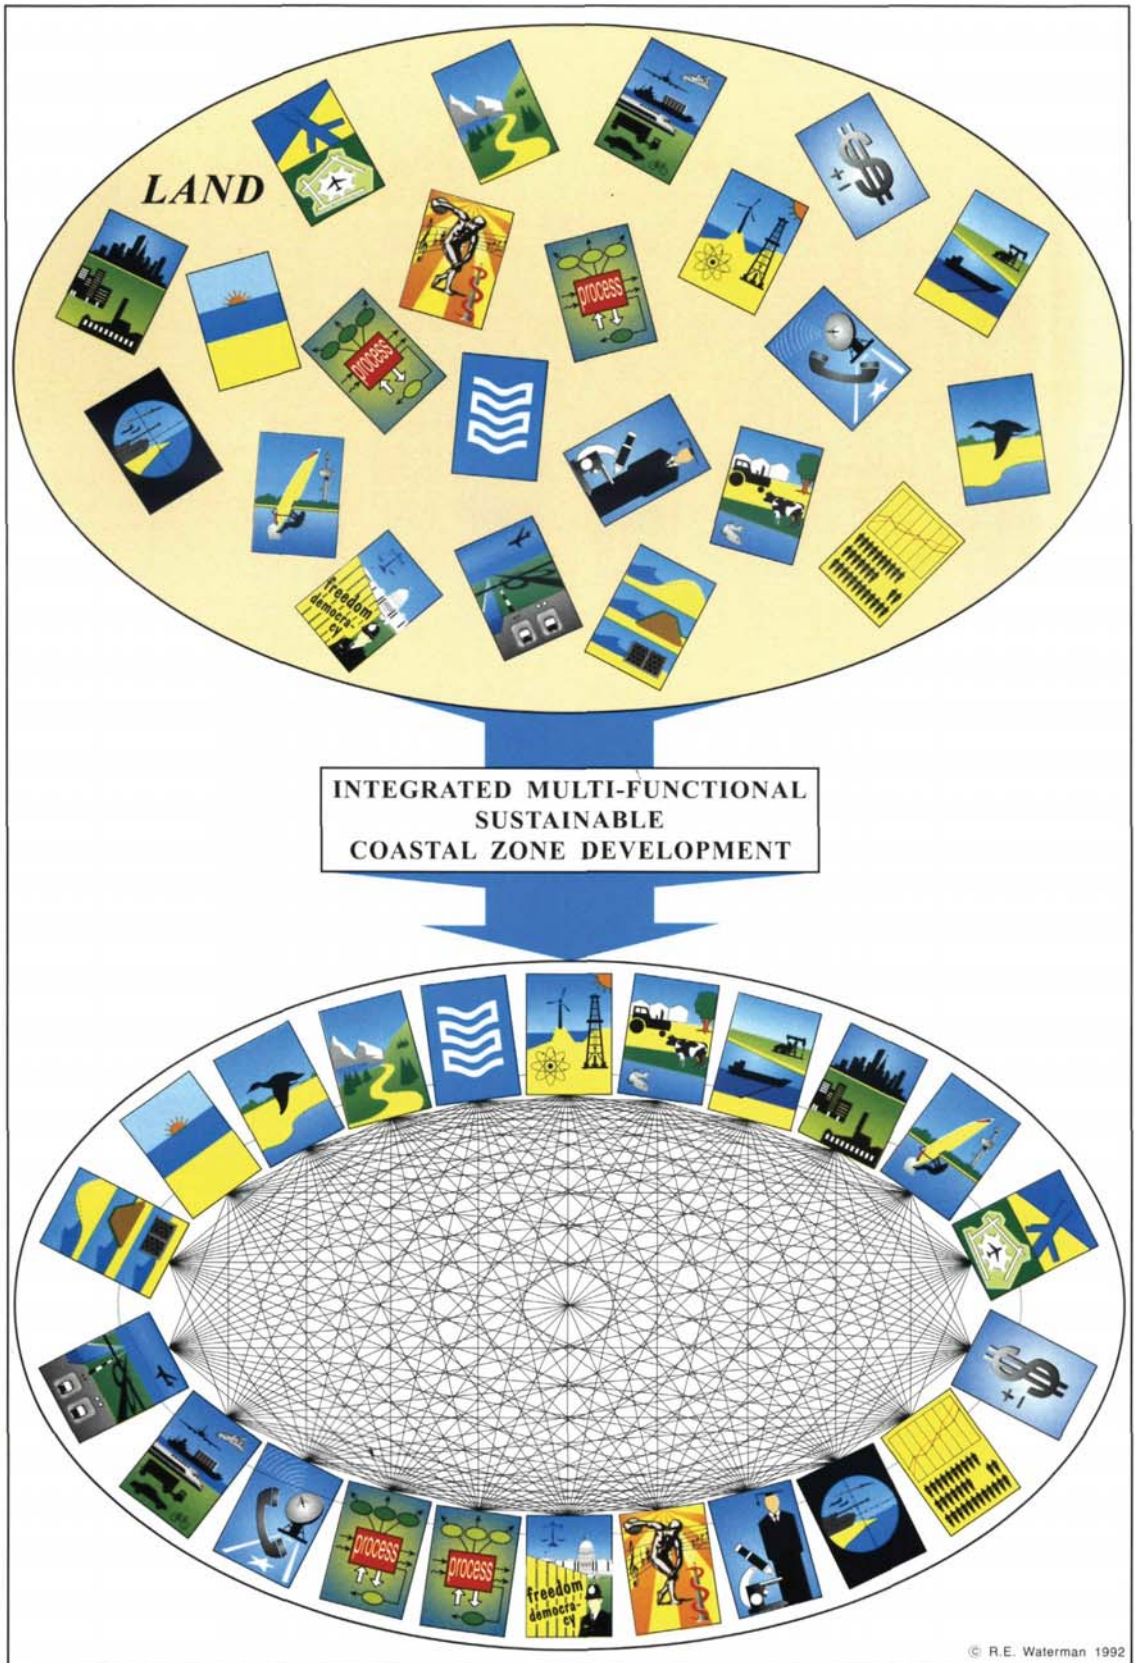 LAND
process
process
freedom
democra-
cy
INTEGRATED MULTI-FUNCTIONAL
SUSTAINABLE
COASTAL ZONE DEVELOPMENT
process
process
freedom
democra-
cy
© R.E. Waterman 1992